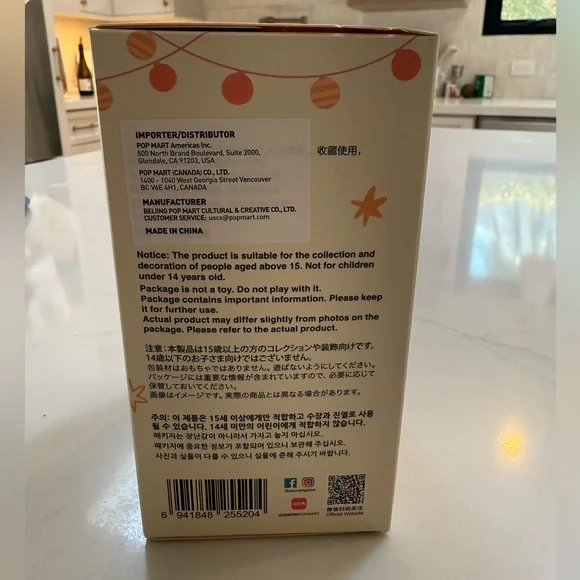 IMPORTER/DISTRIBUTOR
POP MART Americas Inc.
500 North Brand Boulevard, Suite 2000,
Glendale, CA 91203, USA
POP MART (CANADA) CO., LTD.
1400 - 1040 West Georgia Street Vancouver
BC V6E 4H1, CANADA
MANUFACTURER
BEIJING POP MART CULTURAL & CREATIVE CO., LTD.
CUSTOMER SERVICE: uscs@popmart.com
MADE IN CHINA
收藏使用,
Notice: The product is suitable for the collection and
decoration of people aged above 15. Not for children
under 14 years old.
Package is not a toy. Do not play with it.
Package contains important information. Please keep
it for further use.
Actual product may differ slightly from photos on the
package. Please refer to the actual product.
注意: 本製品は15歳以上の方のコレクションや装飾向けです。
14歳以下のお子さま向けではございません。
包装材はおもちゃではありません。遊ばないようにしてください。
パッケージには重要な情報が含まれていますので、必要に応じて
保管しておいてください。
画像はイメージです。実際の商品とは異なる場合があります。
주의: 이 제품은 15세 이상에게만 적합하고 수장과 진열로 사용
될 수 있습니다. 14세 미만의 어린이에게 적합하지 않습니다.
패키지는 장난감이 아니라서 가지고 놀지 마십시오.
패키지에 중요한 정보가 포함되어 있으니 보관해 주십시오.
사진과 실물이 다를 수 있으니 실물에 준해 주시기 바랍니다.
6 941848 255204
POPMART
Official Website